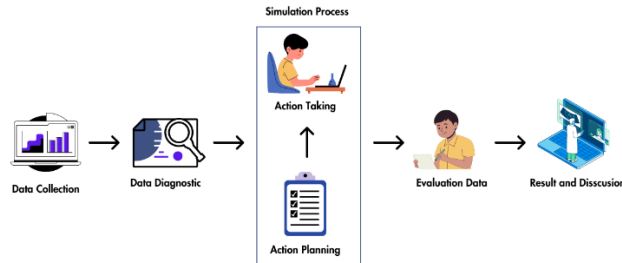 Simulation Process
Action Taking
Data Collection
Data Diagnostic
Evaluation Data
Result and Disscusion
Action Planning